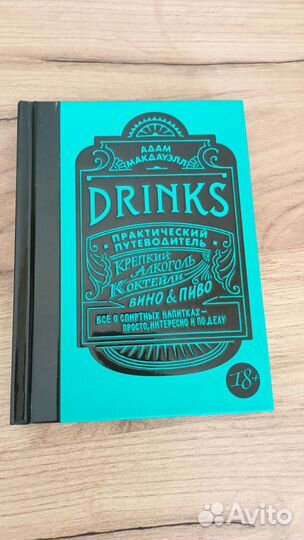 АДАМ
МАКДАУЭЛЛ
DRINKS
ПРАКТИЧЕСКИЙ
ПУТЕВОДИТЕЛЬ
КРЕПКИЙ
АЛКОГОЛЬ
КОКТЕЙЛИ
ВИНО & ПИВО
ВСЁ О СПИРТНЫХ НАПИТКАХ —
ПРОСТО, ИНТЕРЕСНО И ПО ДЕЛУ
18+
Avito